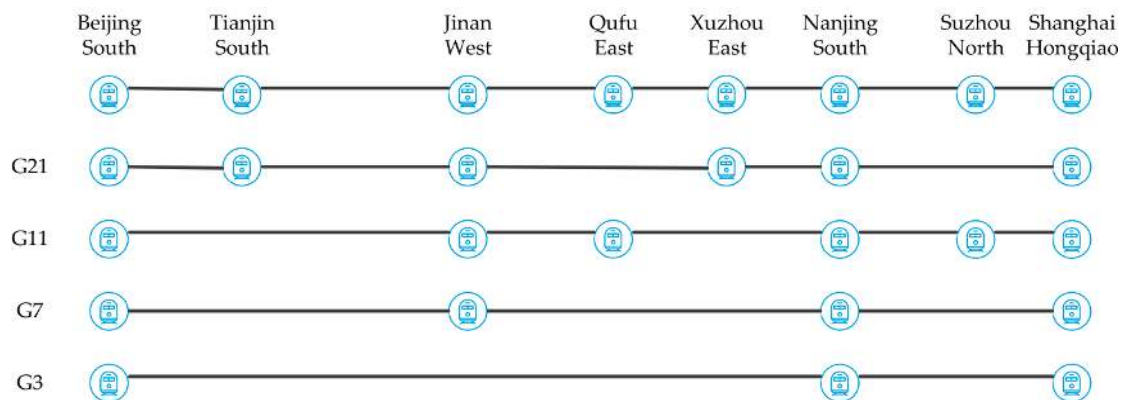 Beijing Tianjin Jinan Qufu Xuzhou Nanjing Suzhou Shanghai
South South West East East South North Hongqiao
G21
G11
G7
G3